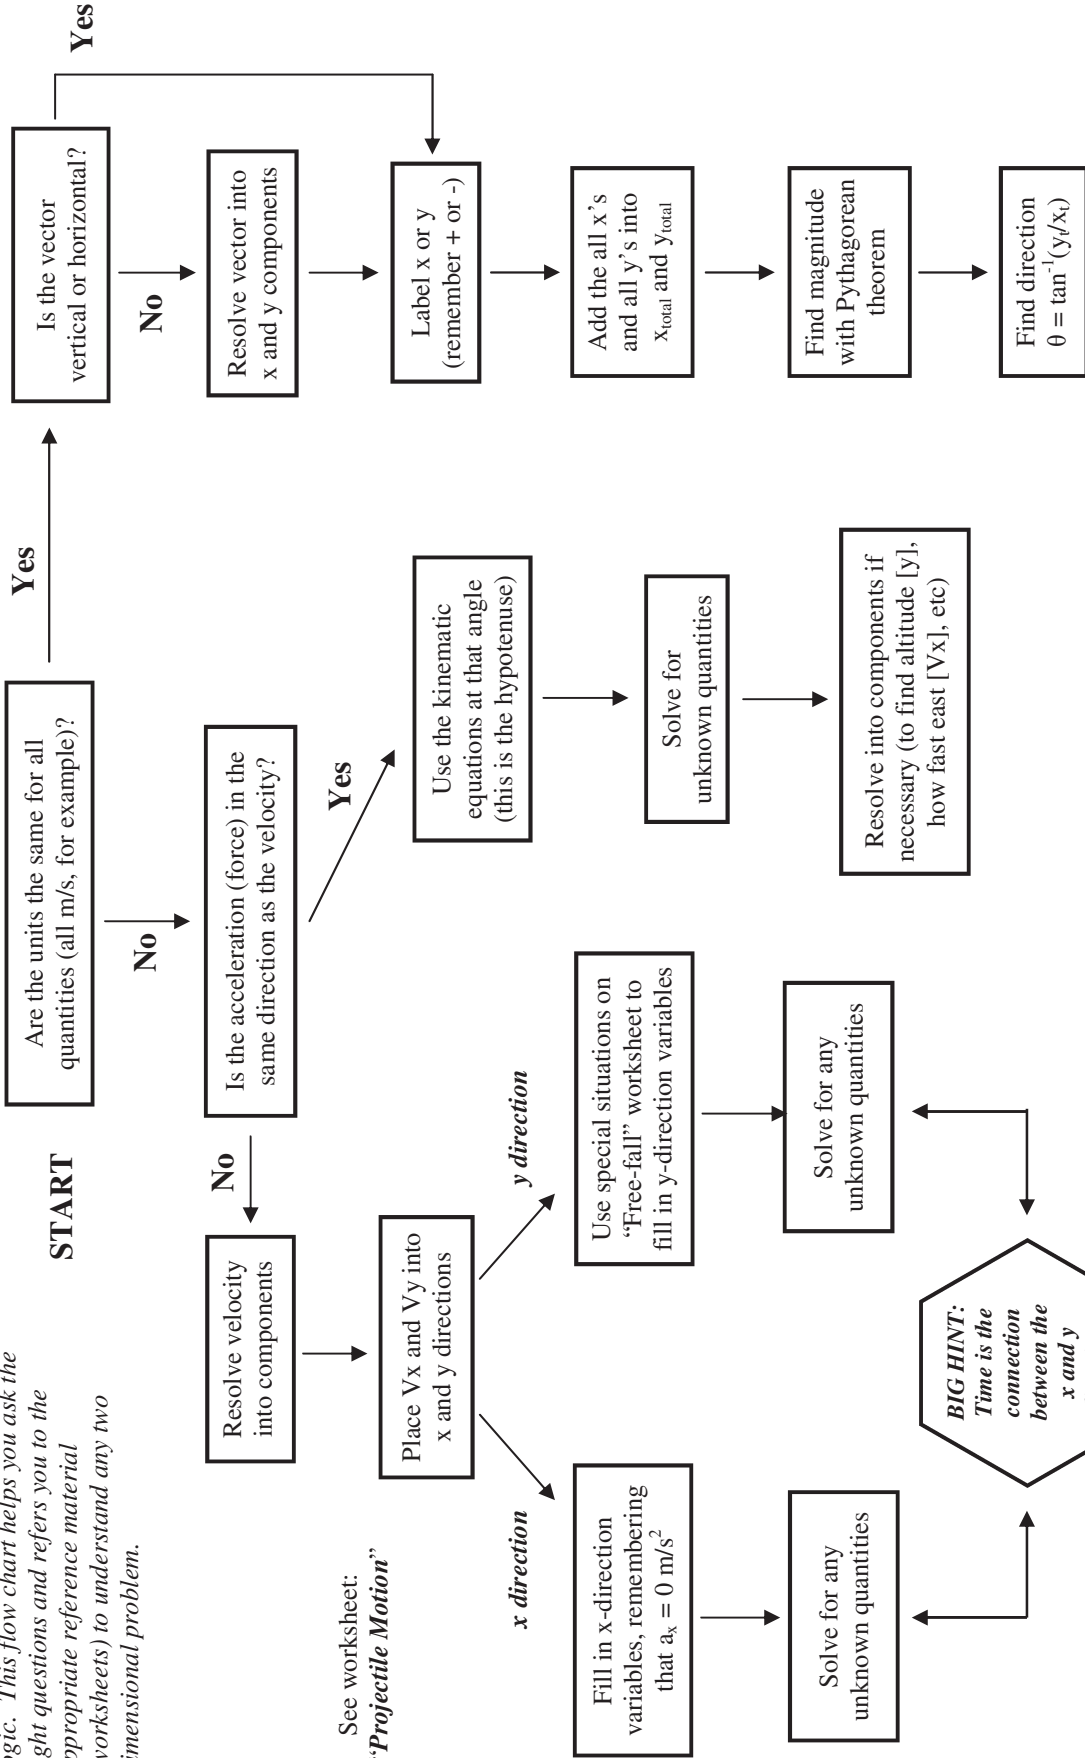 ogic. This flow chart helps you ask the
ght questions and refers you to the
ppropriate reference material
worksheets) to understand any two
imensional problem.
START
Are the units the same for all
quantities (all m/s, for example)?
Yes
Is the vector
vertical or horizontal?
Yes
No
Resolve vector into
x and y components
Label x or y
(remember + or -)
Add the all x’s
and all y’s into
xtotal and ytotal
Find magnitude
with Pythagorean
theorem
Find direction
θ = tan⁻¹(yt/xt)
No
Is the acceleration (force) in the
same direction as the velocity?
Yes
Use the kinematic
equations at that angle
(this is the hypotenuse)
Solve for
unknown quantities
Resolve into components if
necessary (to find altitude [y],
how fast east [Vx], etc)
No
Resolve velocity
into components
See worksheet:
“Projectile Motion”
Place Vx and Vy into
x and y directions
x direction
Fill in x-direction
variables, remembering
that ax = 0 m/s²
Solve for any
unknown quantities
y direction
Use special situations on
“Free-fall” worksheet to
fill in y-direction variables
Solve for any
unknown quantities
BIG HINT:
Time is the
connection
between the
x and y